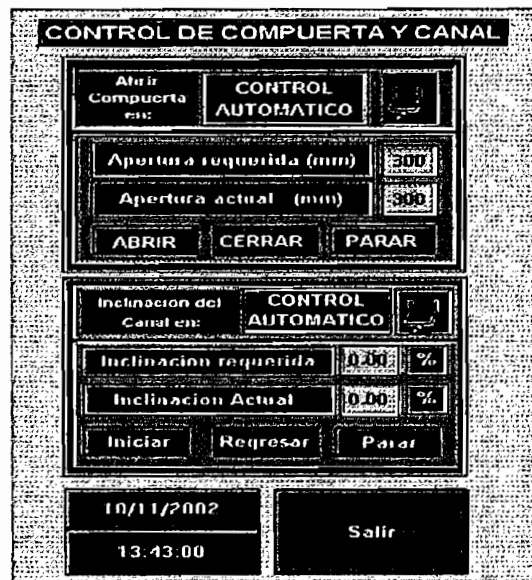 CONTROL DE COMPUERTA Y CANAL
Abrir
Compuerta
en:
CONTROL
AUTOMATICO
Apertura requerida (mm) 300
Apertura actual (mm) 300
ABRIR CERRAR PARAR
Inclinación del
Canal en:
CONTROL
AUTOMATICO
Inclinacion requerida 0.00 %
Inclinacion Actual 0.00 %
Iniciar Regresar Parar
10/11/2002
13:43:00
Salir